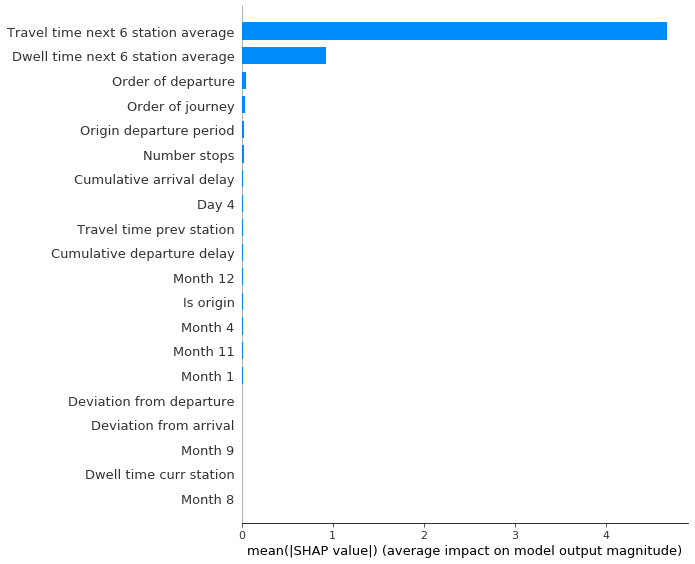 Travel time next 6 station average
Dwell time next 6 station average
Order of departure
Order of journey
Origin departure period
Number stops
Cumulative arrival delay
Day 4
Travel time prev station
Cumulative departure delay
Month 12
Is origin
Month 4
Month 11
Month 1
Deviation from departure
Deviation from arrival
Month 9
Dwell time curr station
Month 8
0 1 2 3 4
mean(|SHAP value|) (average impact on model output magnitude)